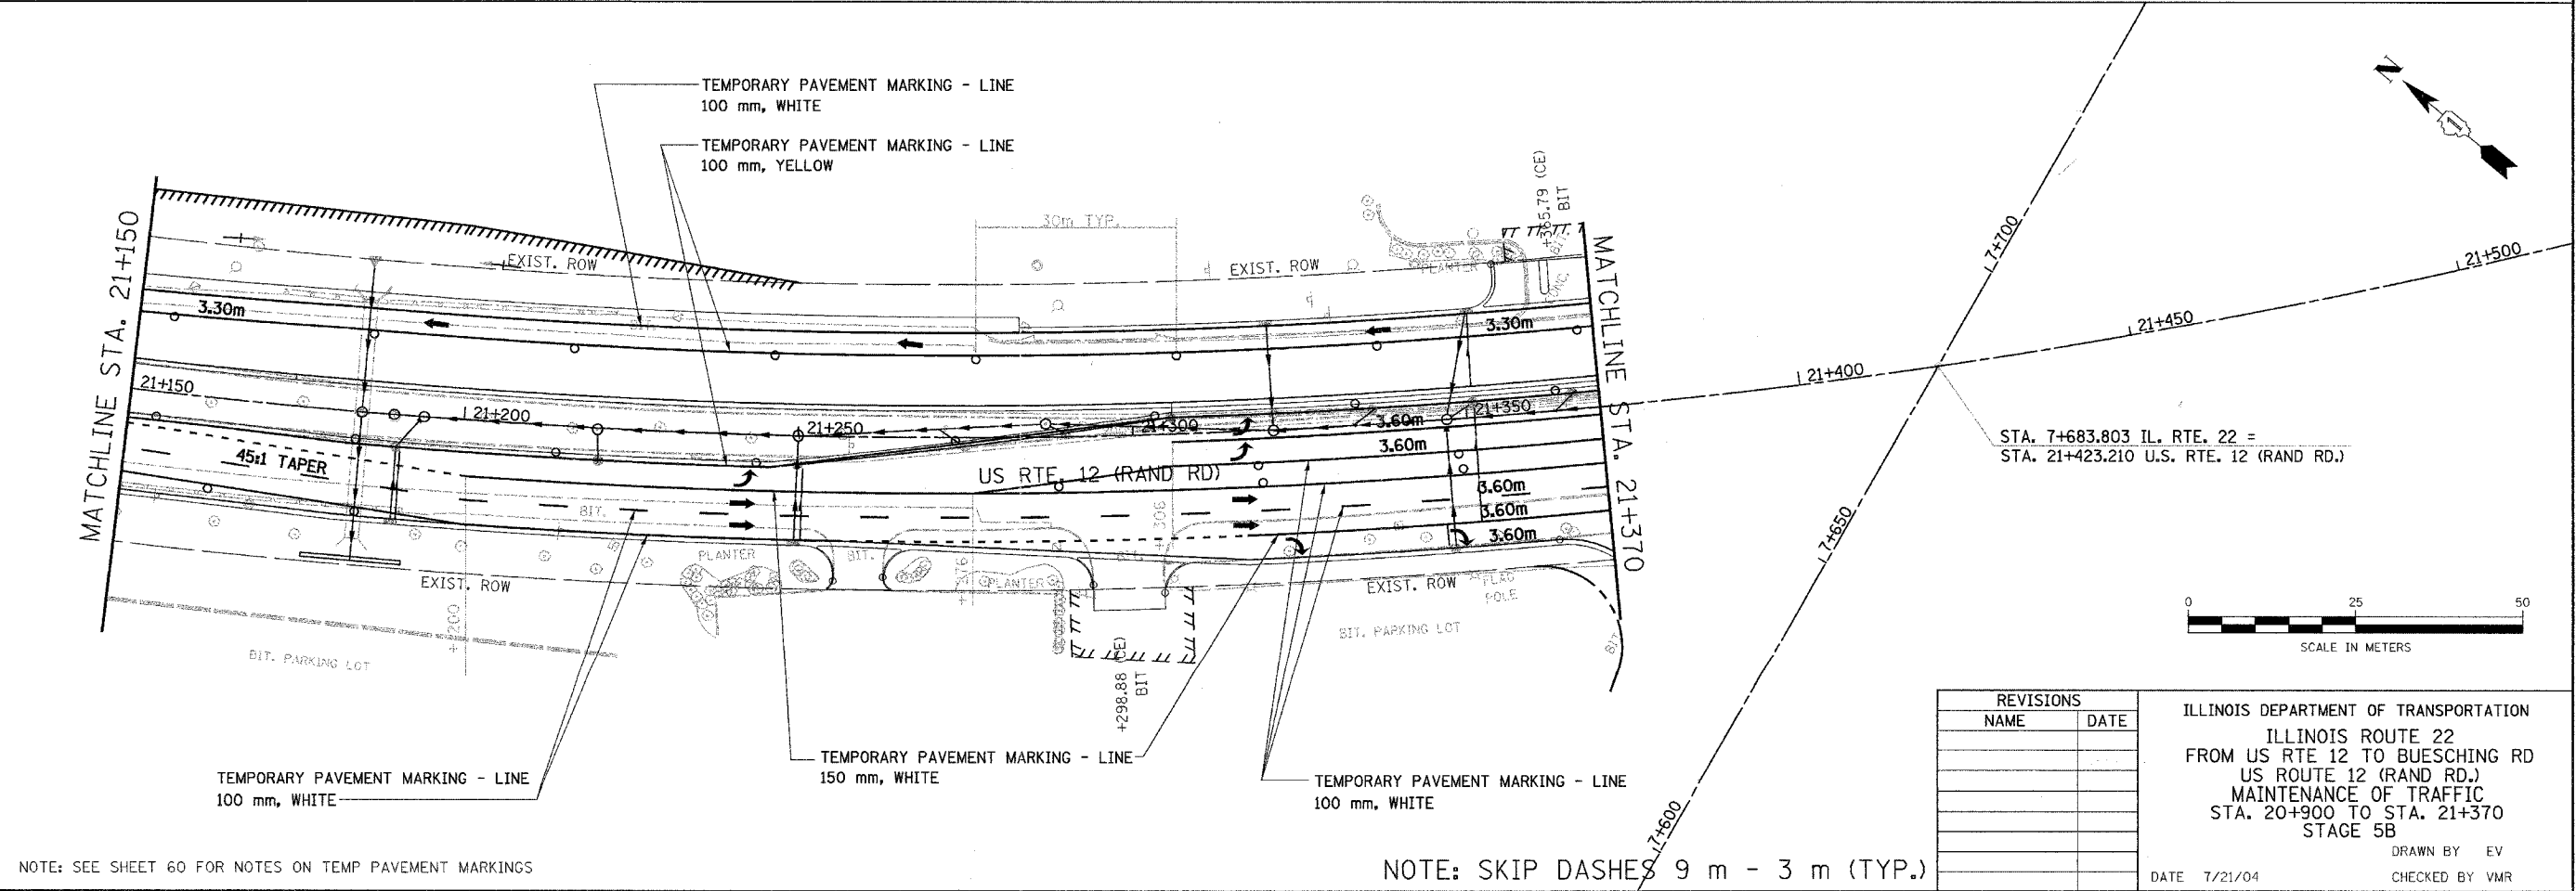 TEMPORARY PAVEMENT MARKING - LINE
100 mm, WHITE
TEMPORARY PAVEMENT MARKING - LINE
100 mm, YELLOW
N
1
MATCHLINE STA. 21+150
EXIST. ROW
30m TYP.
EXIST. ROW
PLANTER
+365.79 (CE)
BIT
BIT.
CONC.
MATCHLINE STA. 21+370
3.30m
3.30m
21+150
21+200
21+250
21+300
21+350
21+400
21+450
21+500
7+700
7+650
7+600
45:1 TAPER
US RTE. 12 (RAND RD)
3.60m
3.60m
3.60m
3.60m
3.60m
BIT.
PLANTER
BIT.
PLANTER
BIT.
+200
+276
+306
EXIST. ROW
EXIST. ROW
FLAG
POLE
BIT. PARKING LOT
BIT. PARKING LOT
BIT
+298.88 (CE)
BIT
STA. 7+683.803 IL. RTE. 22 =
STA. 21+423.210 U.S. RTE. 12 (RAND RD.)
0 25 50
SCALE IN METERS
TEMPORARY PAVEMENT MARKING - LINE
100 mm, WHITE
TEMPORARY PAVEMENT MARKING - LINE
150 mm, WHITE
TEMPORARY PAVEMENT MARKING - LINE
100 mm, WHITE
NOTE: SEE SHEET 60 FOR NOTES ON TEMP PAVEMENT MARKINGS
NOTE: SKIP DASHES 9 m - 3 m (TYP.)
REVISIONS
NAME DATE
ILLINOIS DEPARTMENT OF TRANSPORTATION
ILLINOIS ROUTE 22
FROM US RTE 12 TO BUESCHING RD
US ROUTE 12 (RAND RD.)
MAINTENANCE OF TRAFFIC
STA. 20+900 TO STA. 21+370
STAGE 5B
DRAWN BY EV
DATE 7/21/04
CHECKED BY VMR